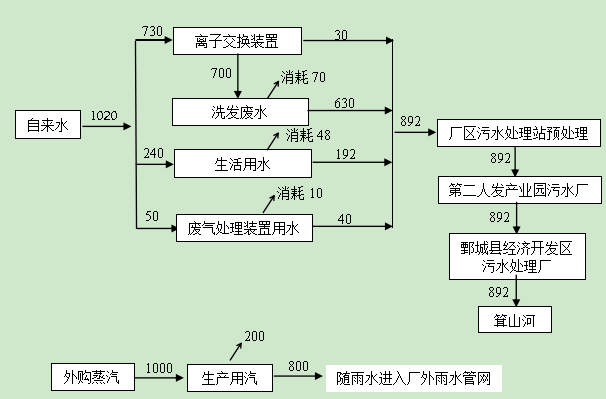 730
离子交换装置
30
700
消耗 70
自来水
1020
洗发废水
630
消耗 48
892
厂区污水处理站预处理
240
生活用水
192
892
第二人发产业园污水厂
消耗 10
50
废气处理装置用水
40
892
鄄城县经济开发区
污水处理厂
892
箕山河
200
外购蒸汽
1000
生产用汽
800
随雨水进入厂外雨水管网